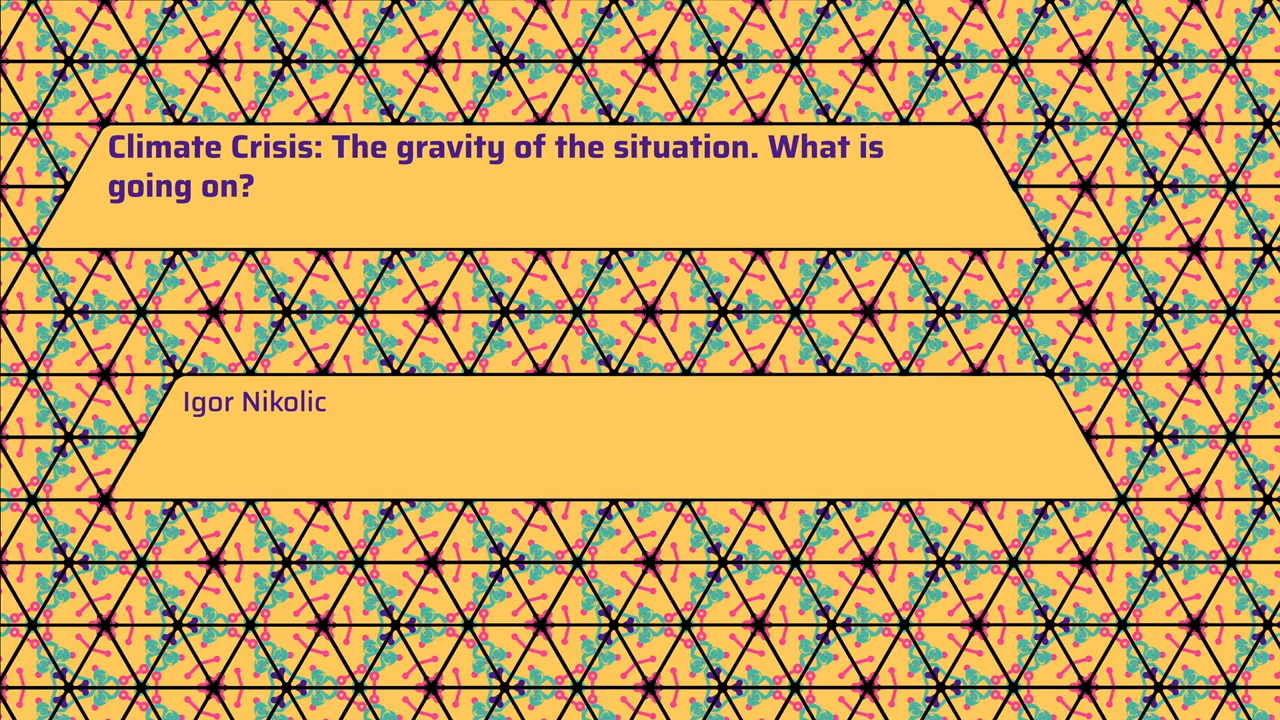 Climate Crisis: The gravity of the situation. What is
going on?
Igor Nikolic